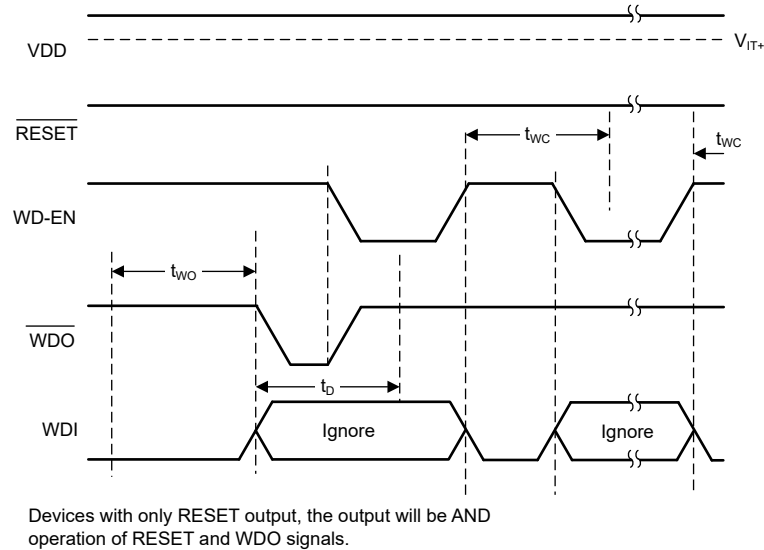 VDD
V_IT+
RESET
t_WC
t_WC
WD-EN
t_WO
WDO
t_D
WDI
Ignore
Ignore
Devices with only RESET output, the output will be AND
operation of RESET and WDO signals.